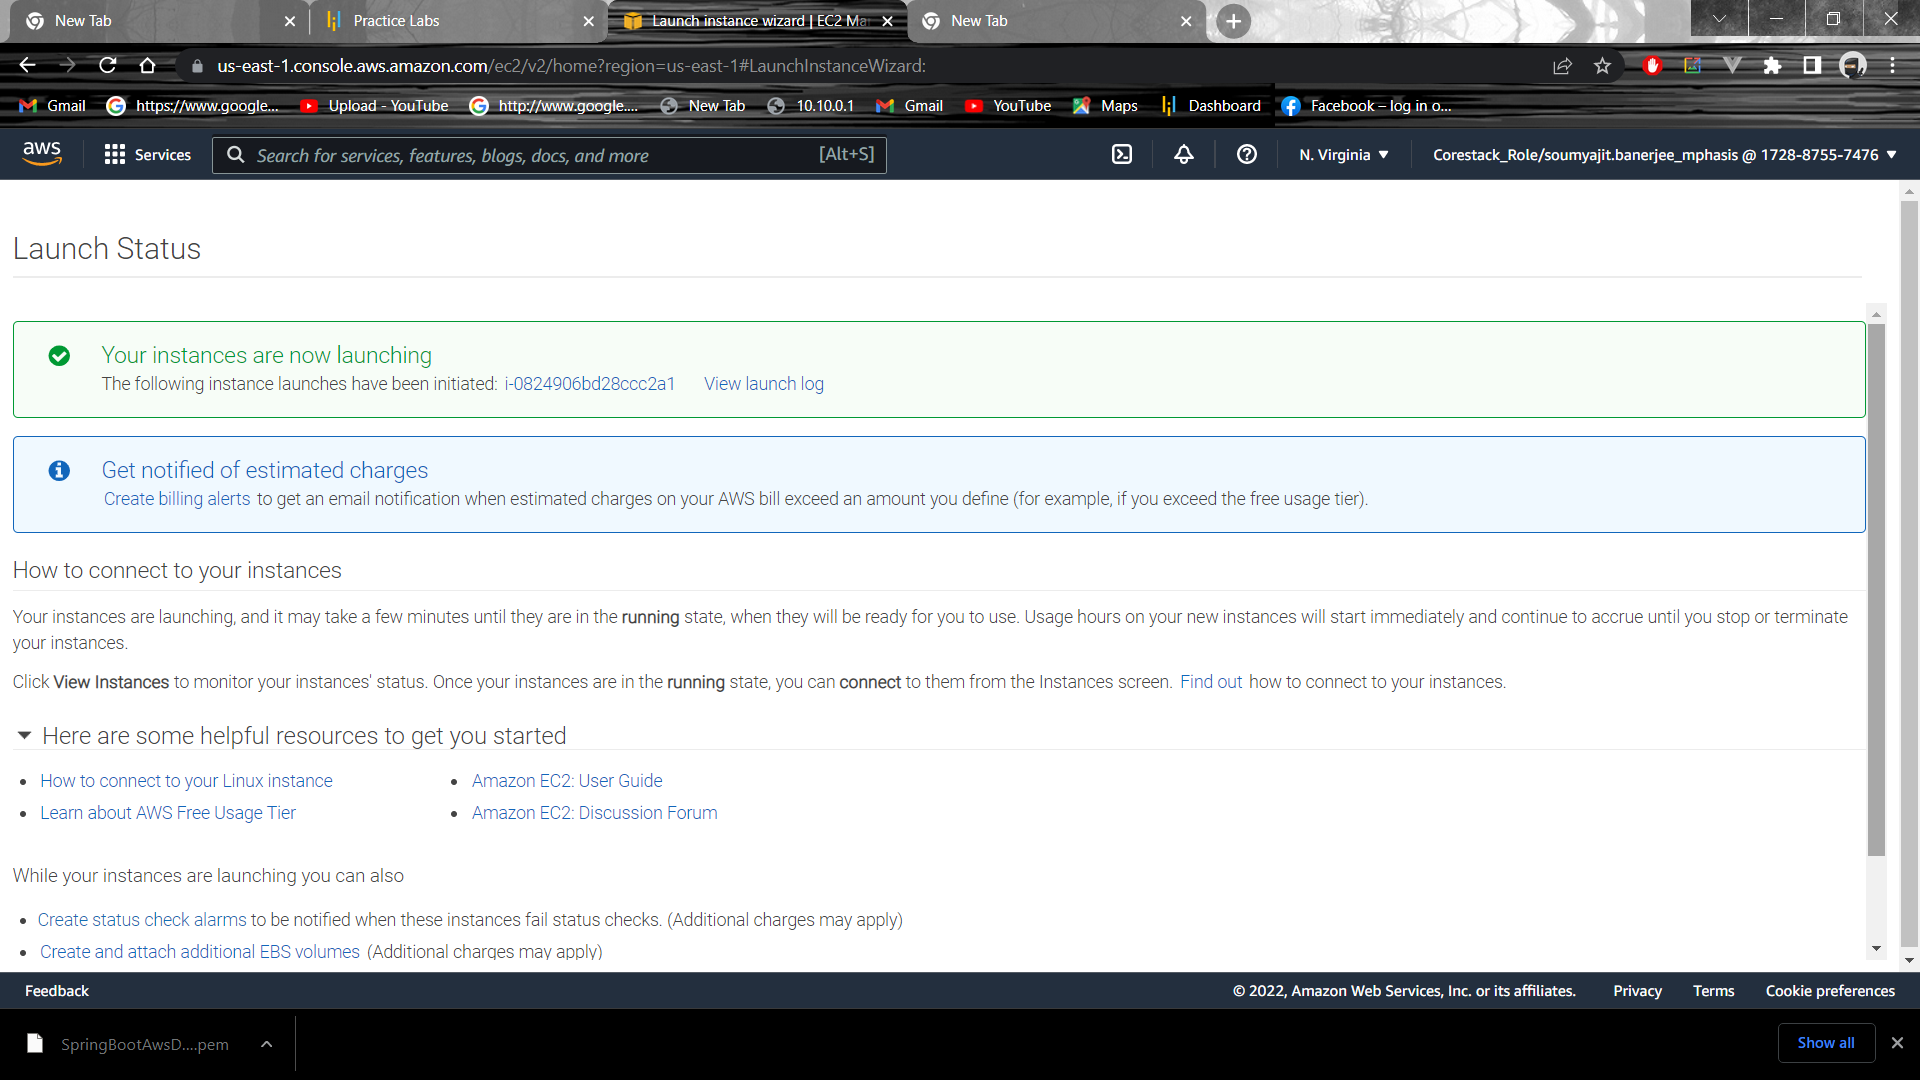 New Tab
Practice Labs
Launch instance wizard | EC2 Ma
New Tab
us-east-1.console.aws.amazon.com/ec2/v2/home?region=us-east-1#LaunchInstanceWizard:
Gmail
https://www.google...
Upload - YouTube
http://www.google....
New Tab
10.10.0.1
Gmail
YouTube
Maps
Dashboard
Facebook – log in o...
aws
Services
Search for services, features, blogs, docs, and more
[Alt+S]
N. Virginia
Corestack_Role/soumyajit.banerjee_mphasis @ 1728-8755-7476
Launch Status
Your instances are now launching
The following instance launches have been initiated: i-0824906bd28ccc2a1 View launch log
Get notified of estimated charges
Create billing alerts to get an email notification when estimated charges on your AWS bill exceed an amount you define (for example, if you exceed the free usage tier).
How to connect to your instances
Your instances are launching, and it may take a few minutes until they are in the running state, when they will be ready for you to use. Usage hours on your new instances will start immediately and continue to accrue until you stop or terminate
your instances.
Click View Instances to monitor your instances' status. Once your instances are in the running state, you can connect to them from the Instances screen. Find out how to connect to your instances.
Here are some helpful resources to get you started
How to connect to your Linux instance
Amazon EC2: User Guide
Learn about AWS Free Usage Tier
Amazon EC2: Discussion Forum
While your instances are launching you can also
Create status check alarms to be notified when these instances fail status checks. (Additional charges may apply)
Create and attach additional EBS volumes (Additional charges may apply)
Feedback
© 2022, Amazon Web Services, Inc. or its affiliates.
Privacy
Terms
Cookie preferences
SpringBootAwsD....pem
Show all